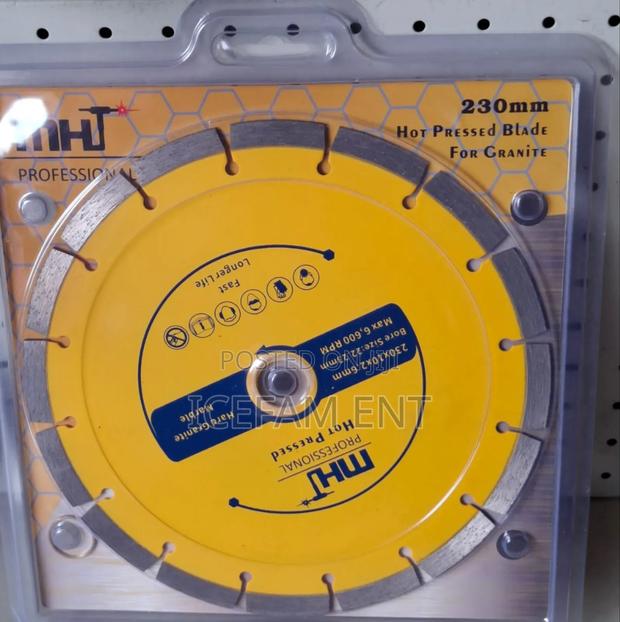 MHT
PROFESSIONAL
230mm
HOT PRESSED BLADE
FOR GRANITE
Fast
Longer Life
230x10x2.6mm
Bore size:22.23mm
Max 6,600 RPM
Hard Granite
Marble
MHT
PROFESSIONAL
HOT PRESSED
POSTED ON JIJI
ICEFAM ENT